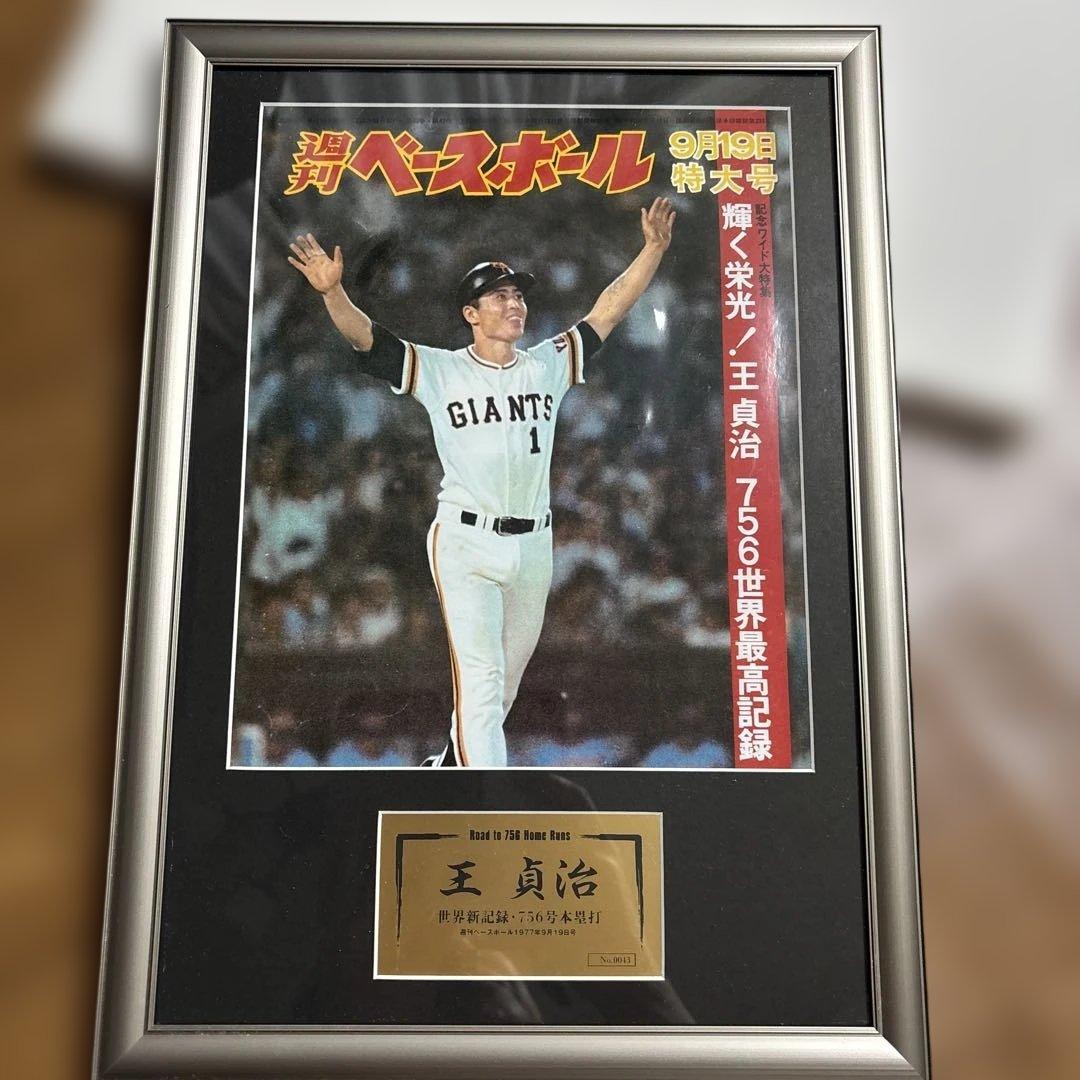 週刊ベースボール
9月19日
特大号
記念ワイド大特集
輝く栄光!王貞治 756世界最高記録
GIANTS
1
Road to 756 Home Runs
王 貞治
世界新記録・756号本塁打
週刊ベースボール1977年9月19日号
No.0043